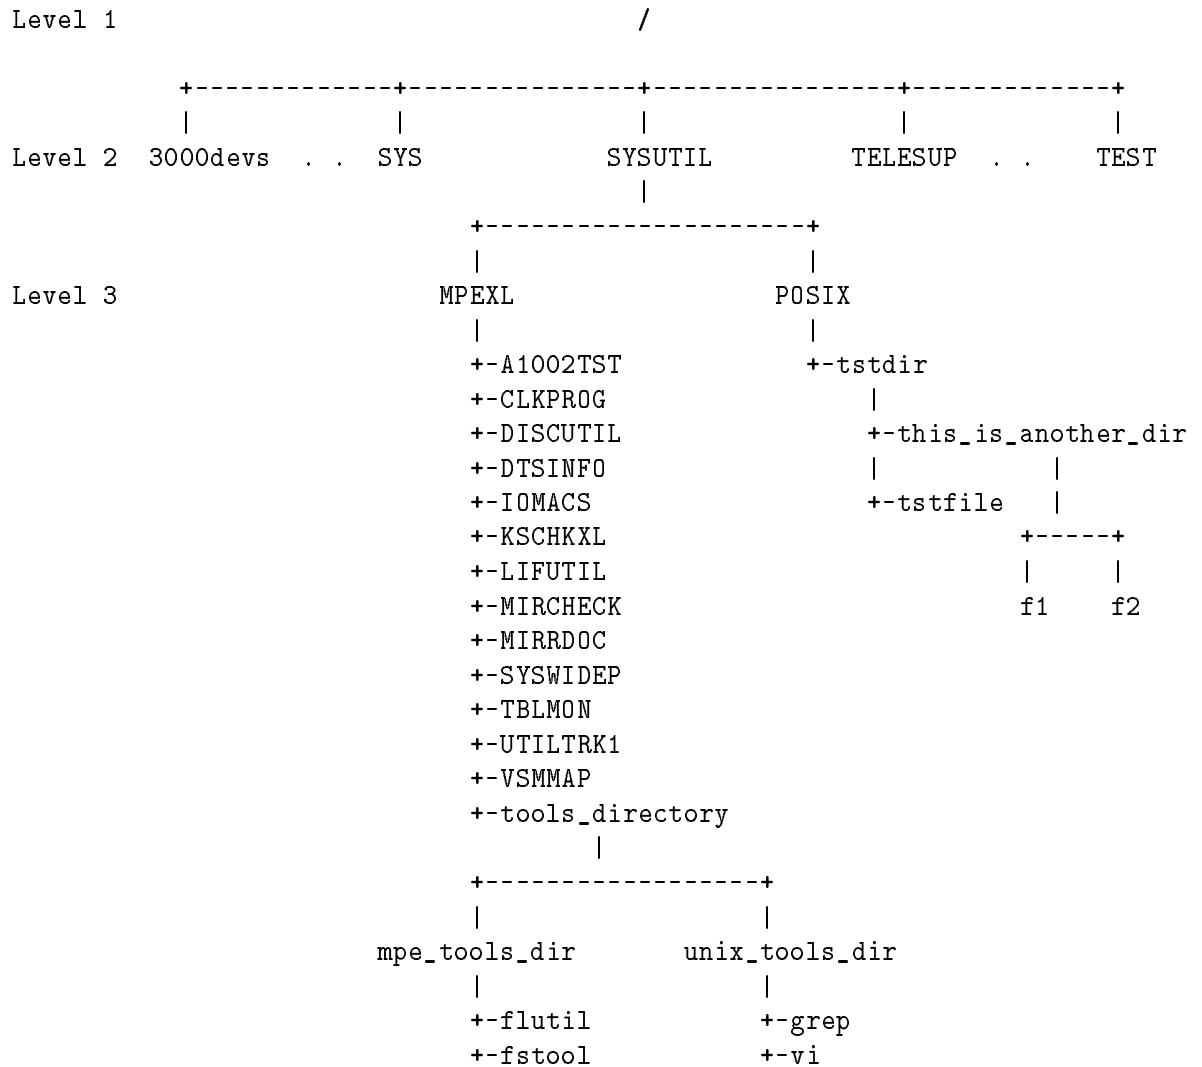 Level 1 /
+-------------+---------------+----------------+-------------+
| | | | |
Level 2 3000devs . . SYS SYSUTIL TELESUP . . TEST
|
+---------------------+
| |
Level 3 MPEXL POSIX
| |
+-A1002TST +-tstdir
+-CLKPROG |
+-DISCUTIL +-this_is_another_dir
+-DTSINFO | |
+-IOMACS +-tstfile |
+-KSCHKXL +-----+
+-LIFUTIL | |
+-MIRCHECK f1 f2
+-MIRRDOC
+-SYSWIDEP
+-TBLMON
+-UTILTRK1
+-VSMMAP
+-tools_directory
|
+------------------+
| |
mpe_tools_dir unix_tools_dir
| |
+-flutil +-grep
+-fstool +-vi